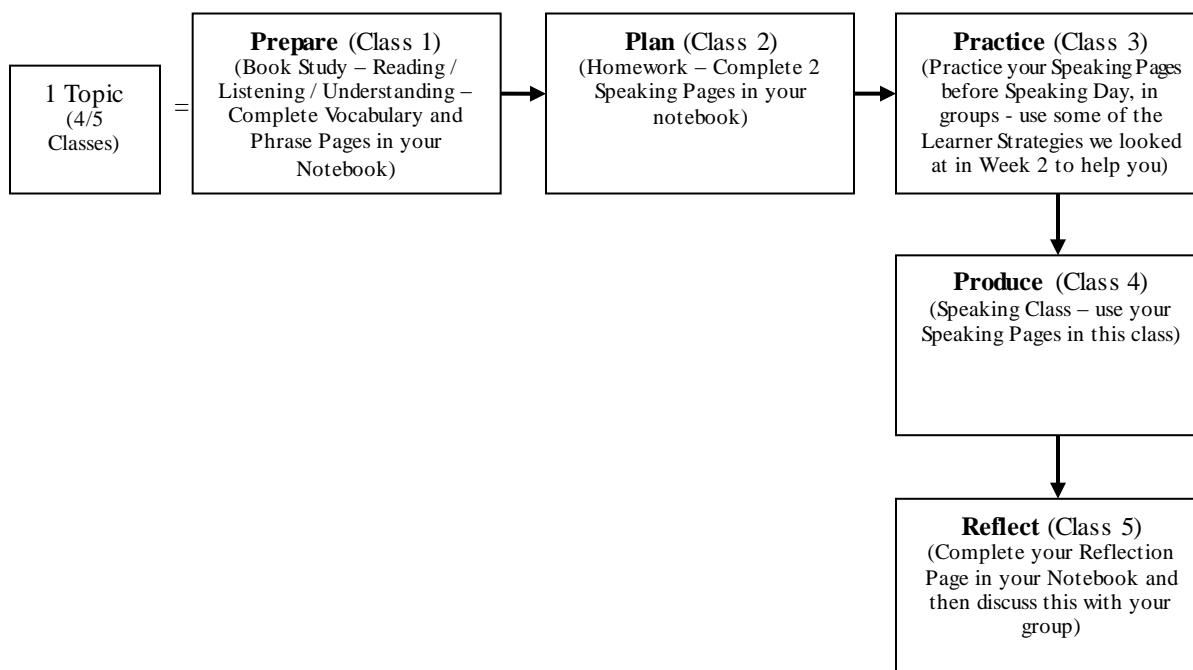 1 Topic
(4/5
Classes)
=
Prepare (Class 1)
(Book Study – Reading /
Listening / Understanding –
Complete Vocabulary and
Phrase Pages in your
Notebook)
Plan (Class 2)
(Homework – Complete 2
Speaking Pages in your
notebook)
Practice (Class 3)
(Practice your Speaking Pages
before Speaking Day, in
groups - use some of the
Learner Strategies we looked
at in Week 2 to help you)
Produce (Class 4)
(Speaking Class – use your
Speaking Pages in this class)
Reflect (Class 5)
(Complete your Reflection
Page in your Notebook and
then discuss this with your
group)